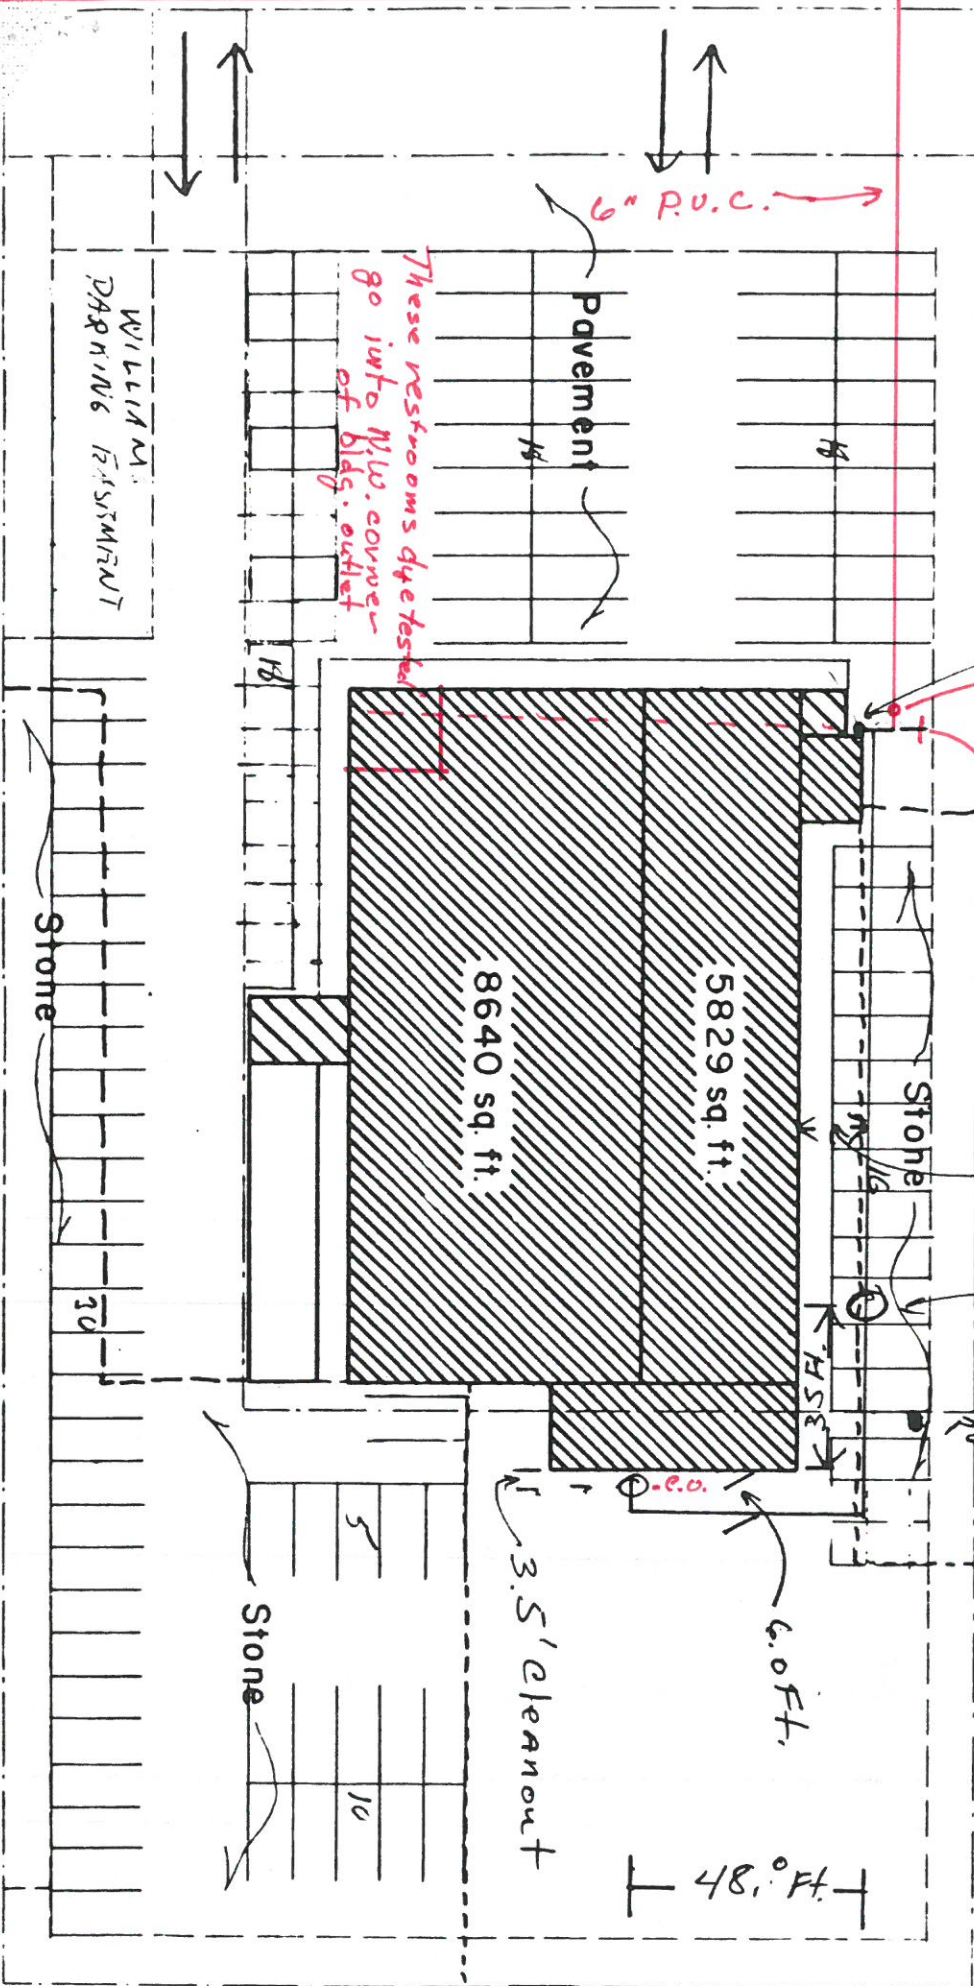 6" P.V.C.
Pavement
These restrooms dye tested
go into N.W. corner
of bldg. outlet
WILLIAM
PARKING EASEMENT
18
18
18
5829 sq. ft.
8640 sq. ft.
Stone
16
Stone
30
35 Ft.
C.O.
6.0 Ft.
3.5' Cleanout
48.0 Ft.
5
10
Stone